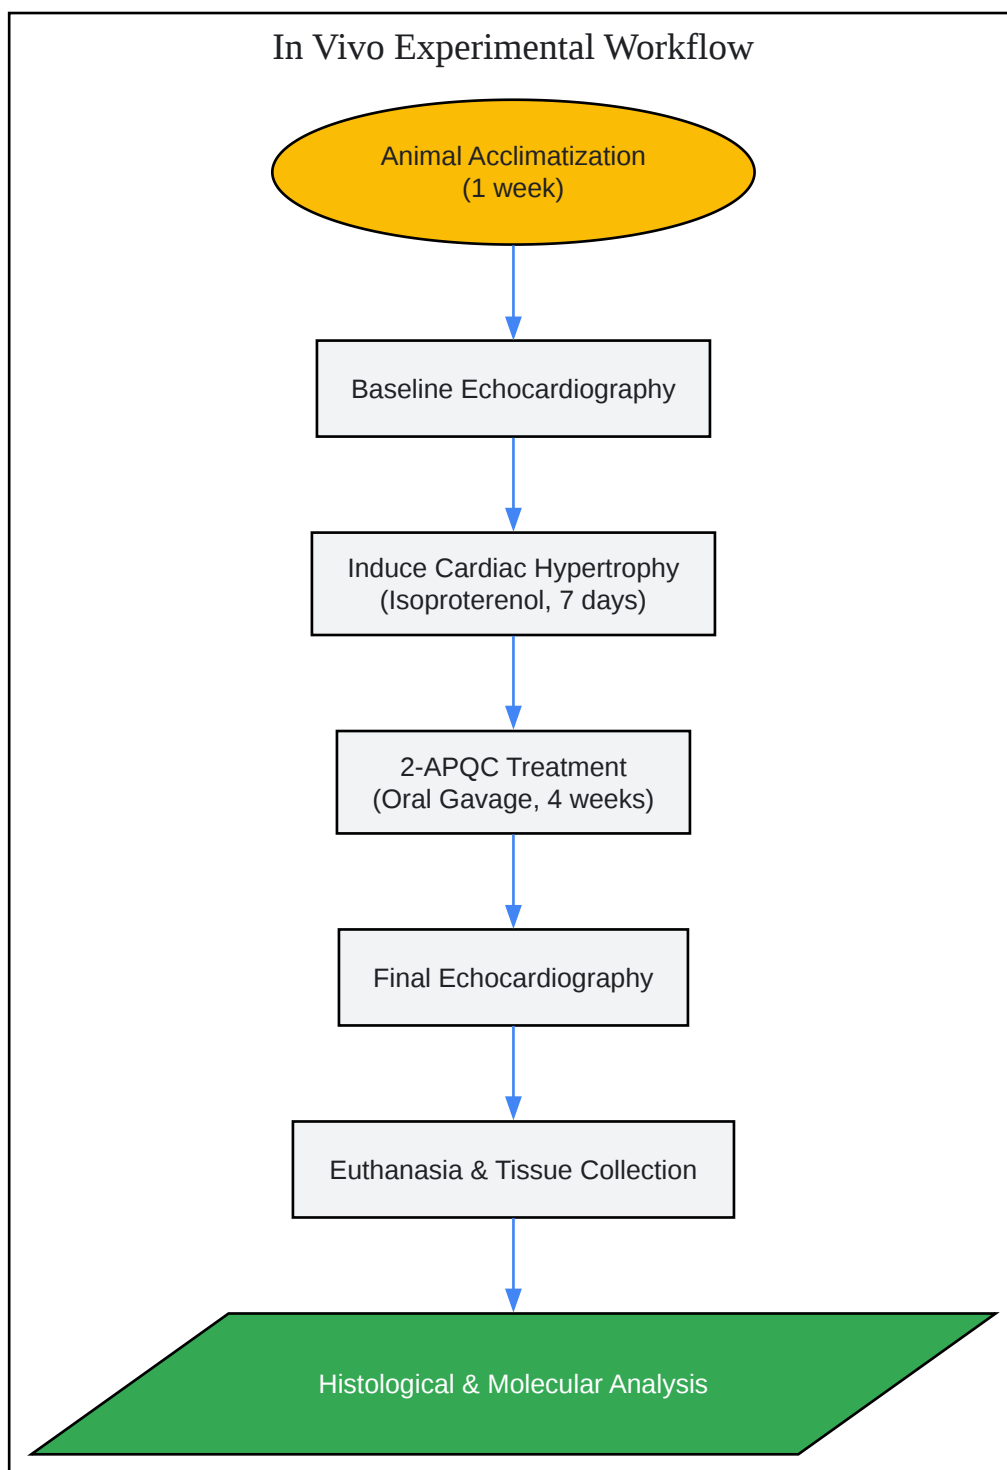 In Vivo Experimental Workflow
Animal Acclimatization
(1 week)
Baseline Echocardiography
Induce Cardiac Hypertrophy
(Isoproterenol, 7 days)
2-APQC Treatment
(Oral Gavage, 4 weeks)
Final Echocardiography
Euthanasia & Tissue Collection
Histological & Molecular Analysis